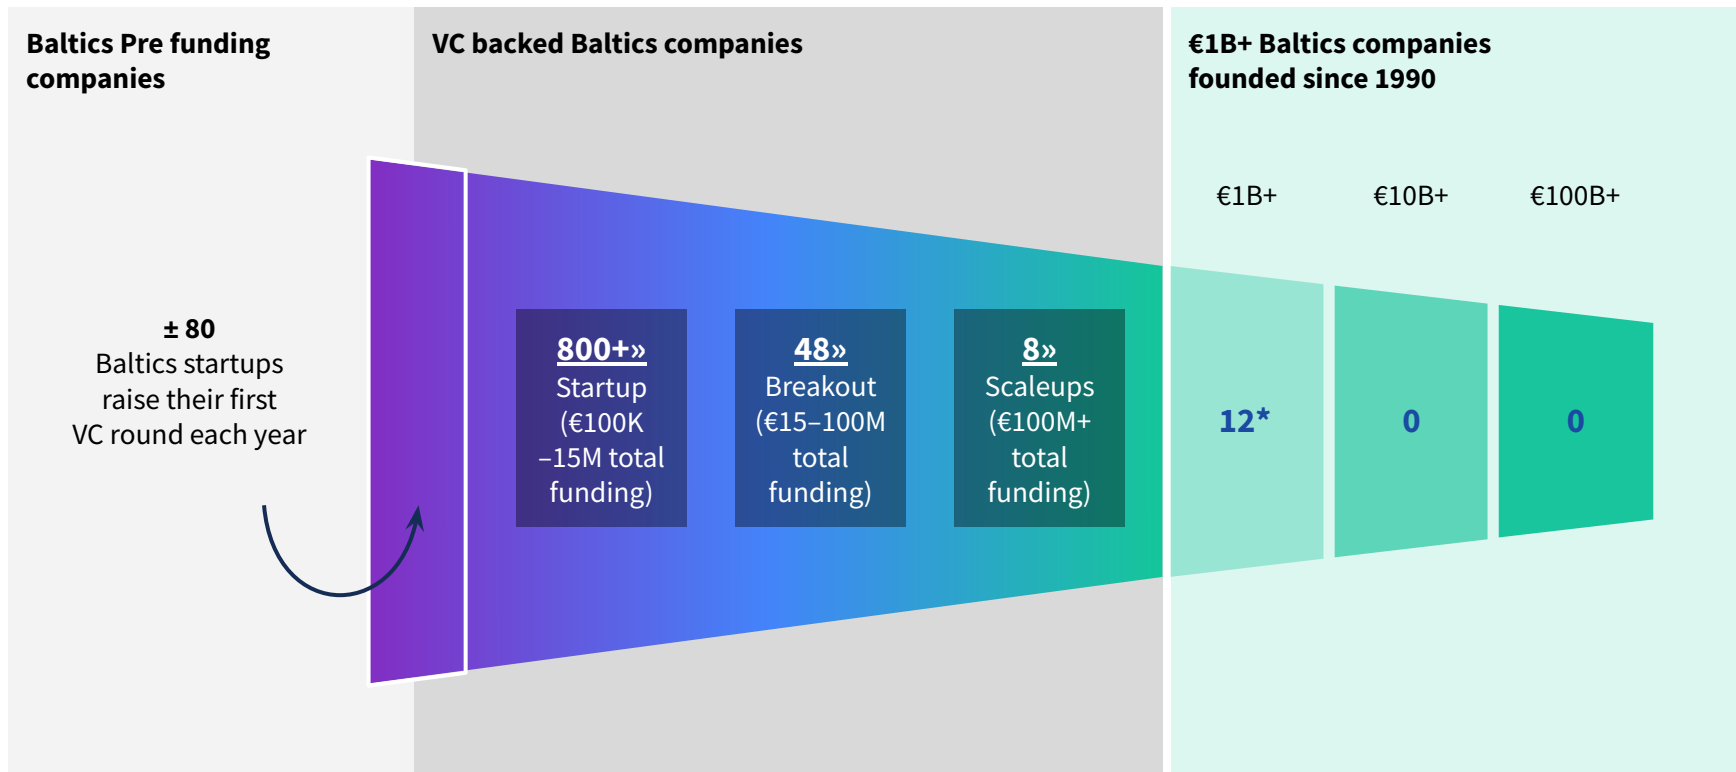 Baltics Pre funding
companies
VC backed Baltics companies
€1B+ Baltics companies
founded since 1990
± 80
Baltics startups
raise their first
VC round each year
800+»
Startup
(€100K
–15M total
funding)
48»
Breakout
(€15–100M
total
funding)
8»
Scaleups
(€100M+
total
funding)
€1B+
€10B+
€100B+
12*
0
0